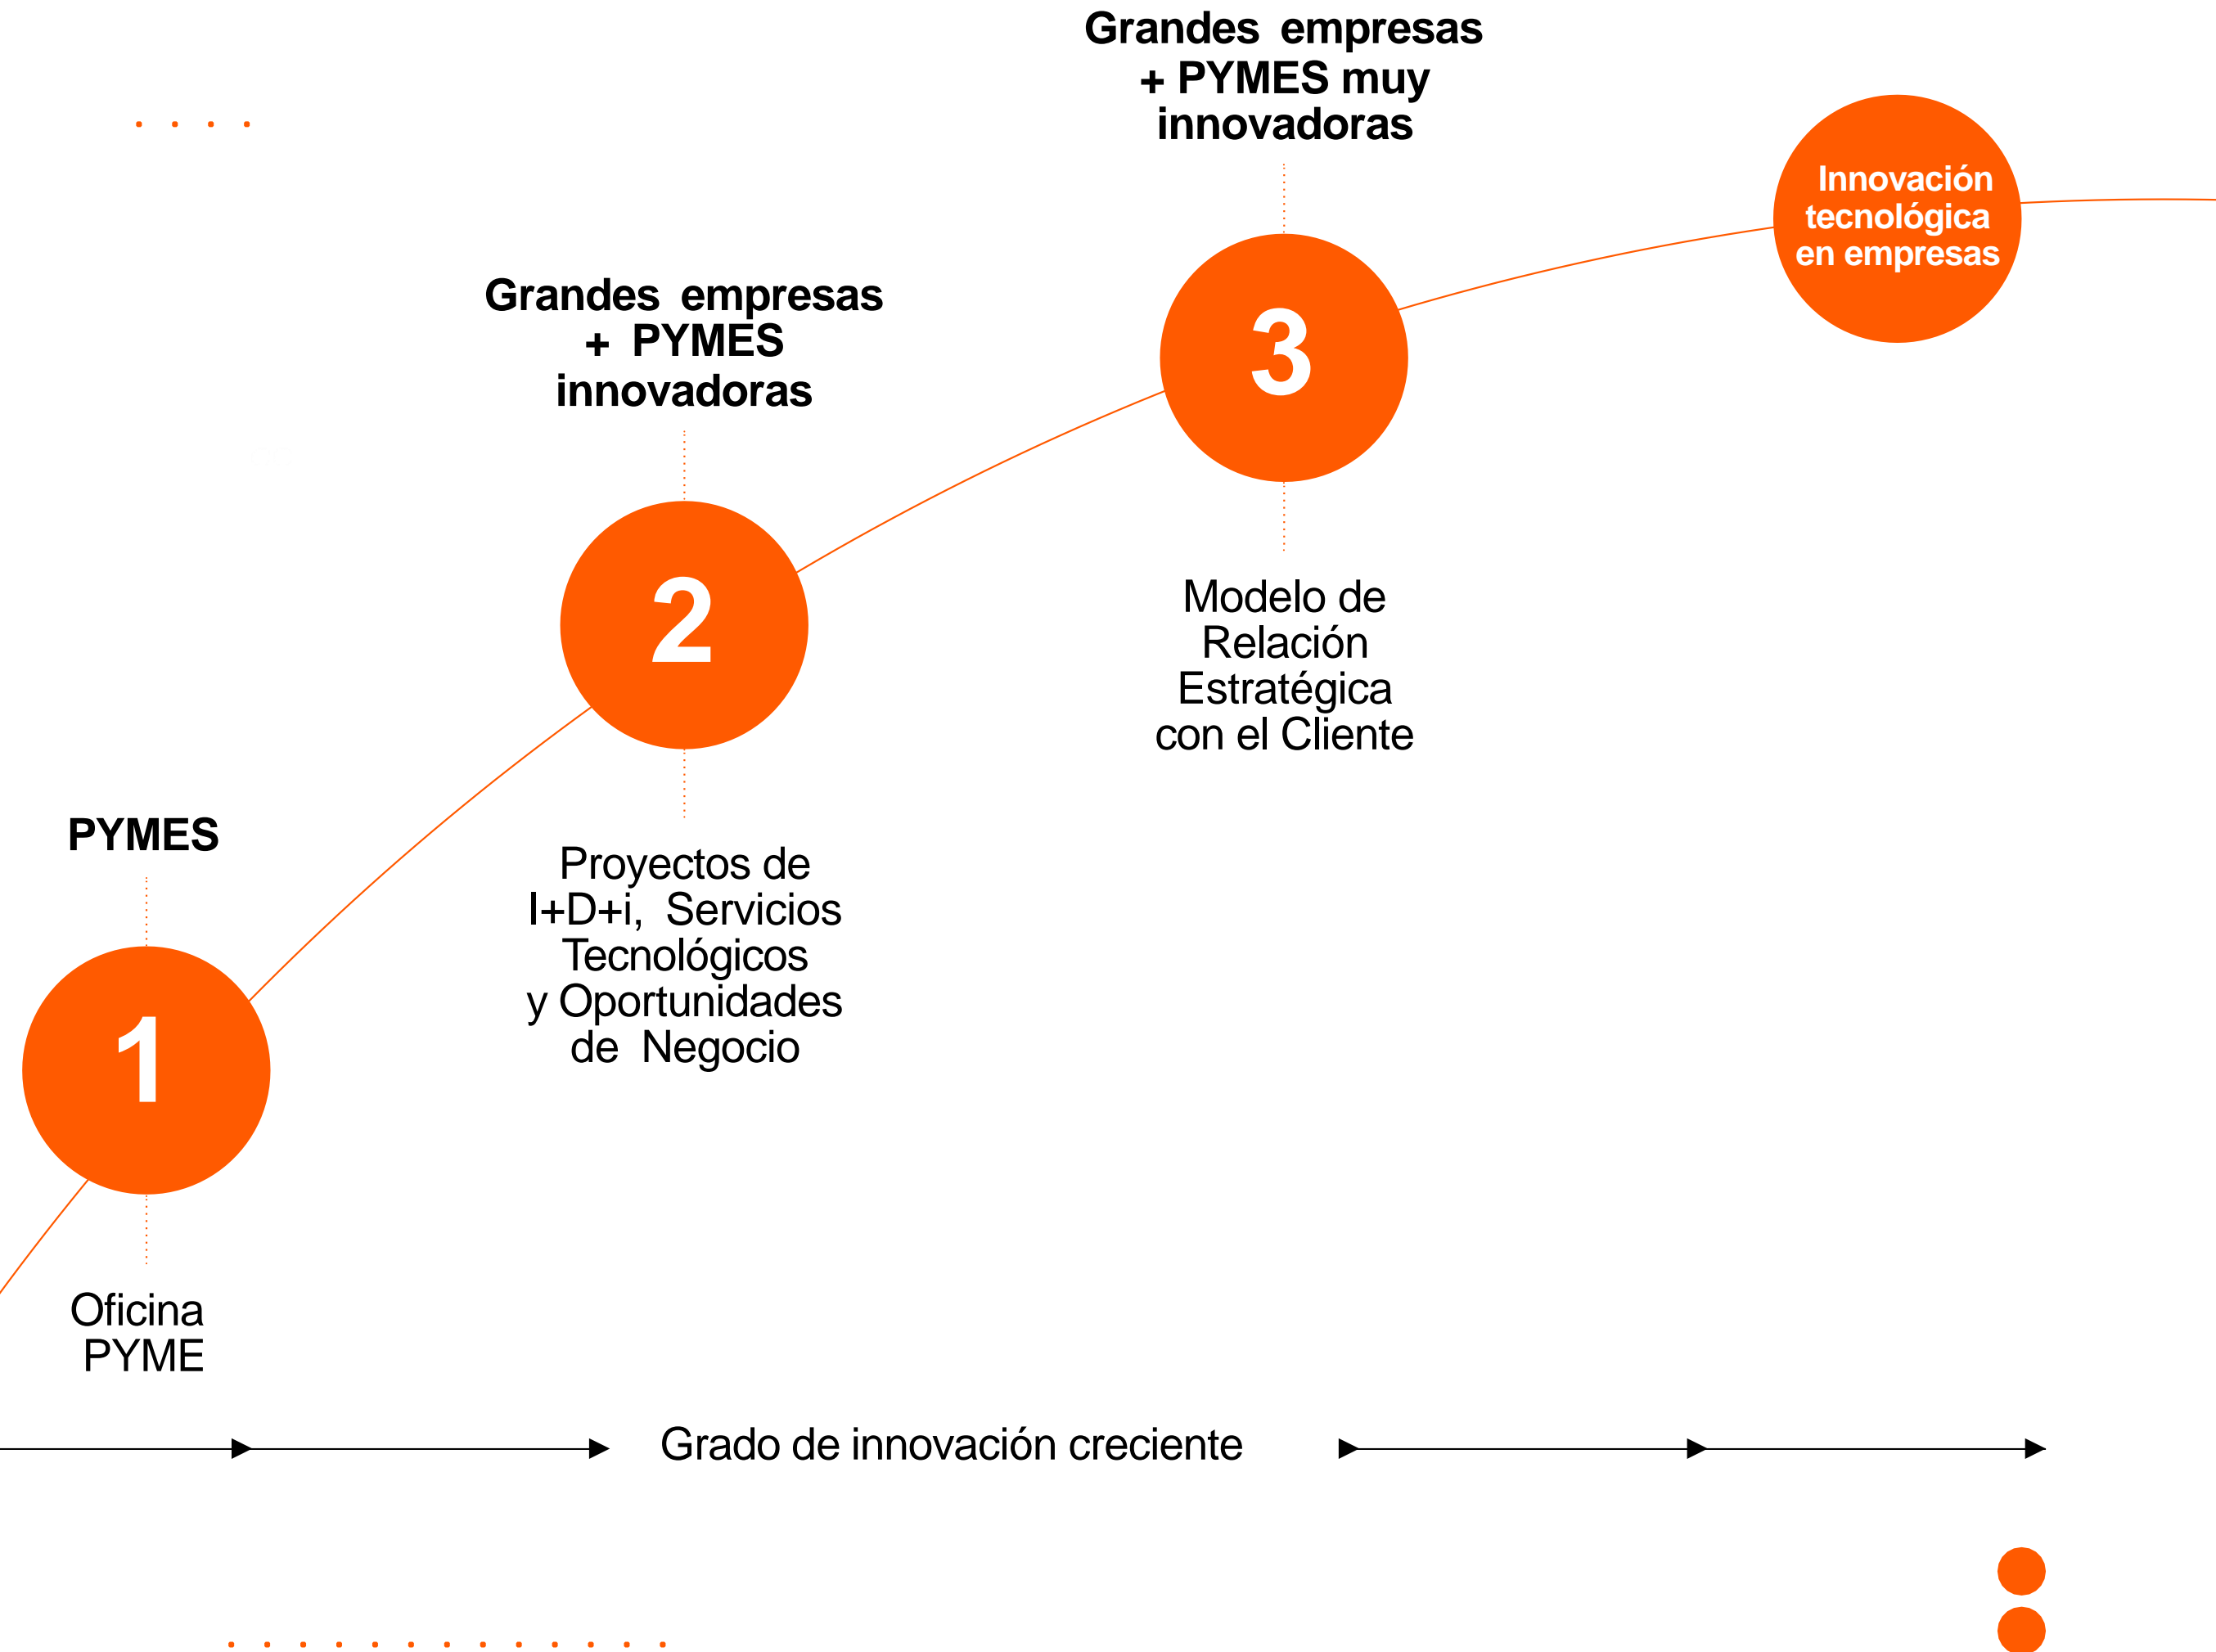 Grandes empresas
+ PYMES muy
innovadoras
Innovación
tecnológica
en empresas
3
Grandes empresas
+ PYMES
innovadoras
2
Modelo de
Relación
Estratégica
con el Cliente
PYMES
1
Proyectos de
I+D+i, Servicios
Tecnológicos
y Oportunidades
de Negocio
Oficina
PYME
Grado de innovación creciente